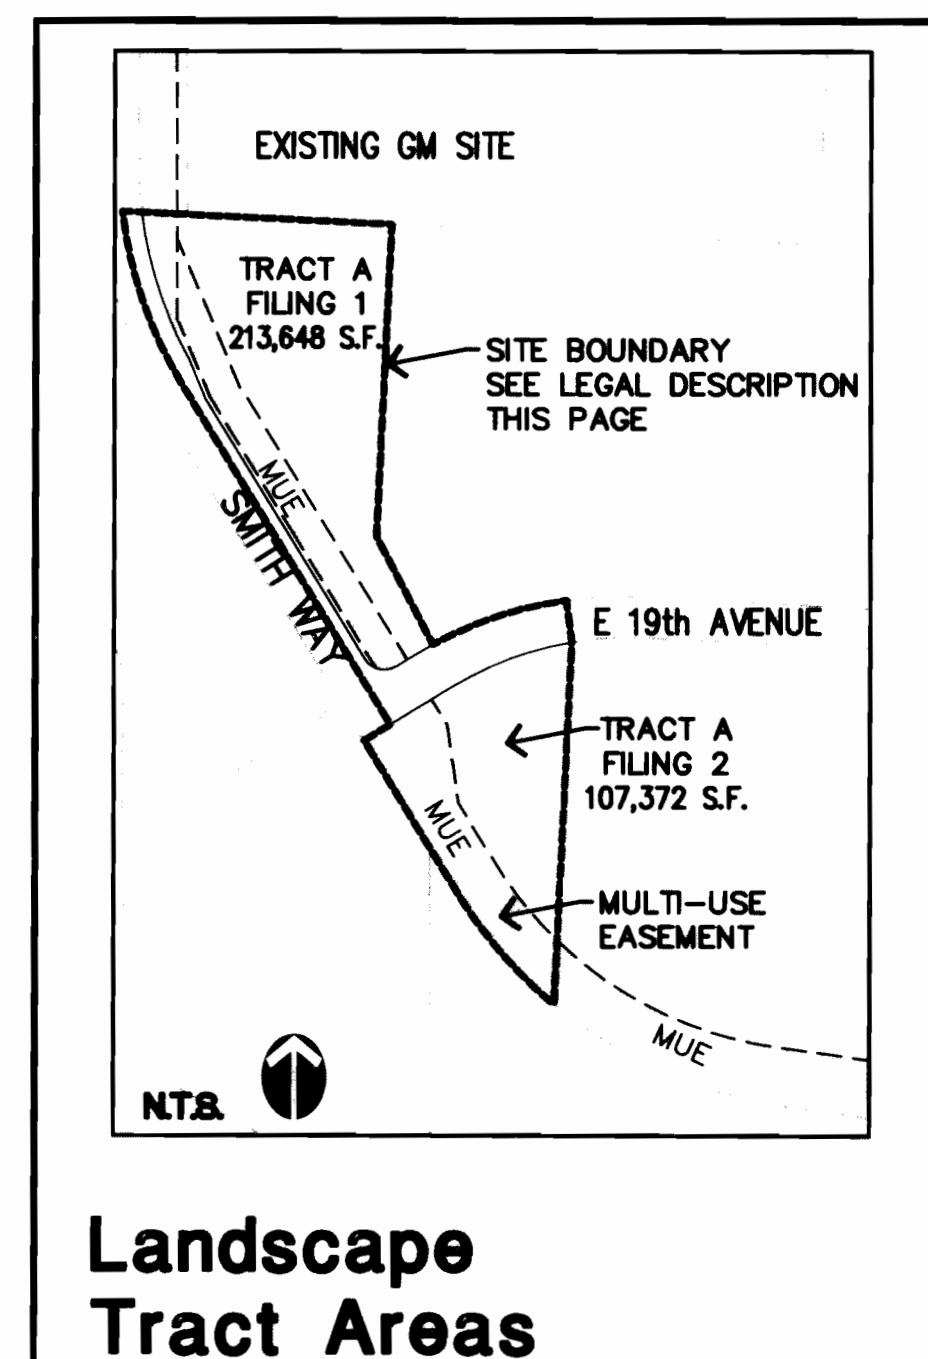 EXISTING GM SITE
TRACT A
FILING 1
213,648 S.F.
SITE BOUNDARY
SEE LEGAL DESCRIPTION
THIS PAGE
MUE
SMITH WAY
E 19th AVENUE
TRACT A
FILING 2
107,372 S.F.
MUE
MULTI-USE
EASEMENT
MUE
N.T.S.
Landscape
Tract Areas